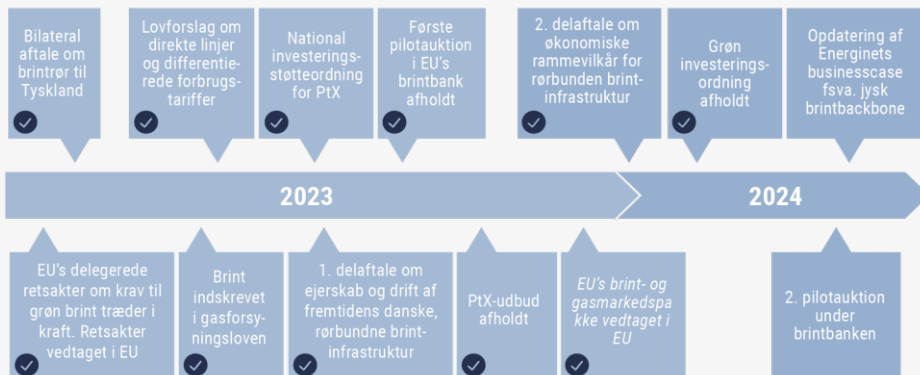 Bilateral
aftale om
brintrør til
Tyskland
Lovforslag om
direkte linjer
og differentie-
rede forbrugs-
tariffer
National
investerings-
støtteordning
for PtX
Første
pilotauktion
i EU's
brintbank
afholdt
2. delaftale om
økonomiske
rammevilkår for
rørbunden brint-
infrastruktur
Grøn
investerings-
ordning
afholdt
Opdatering af
Energinets
businesscase
fsva. jysk
brintbackbone
2023
2024
EU's delegerede
retsakter om krav til
grøn brint træder i
kraft. Retsakter
vedtaget i EU
Brint
indskrevet
i gasforsy-
ningsloven
1. delaftale om
ejerskab og drift af
fremtidens danske,
rørbundne brint-
infrastruktur
PtX-udbud
afholdt
EU's brint- og
gasmarkedspa
kke vedtaget i
EU
2. pilotauktion
under
brintbanken